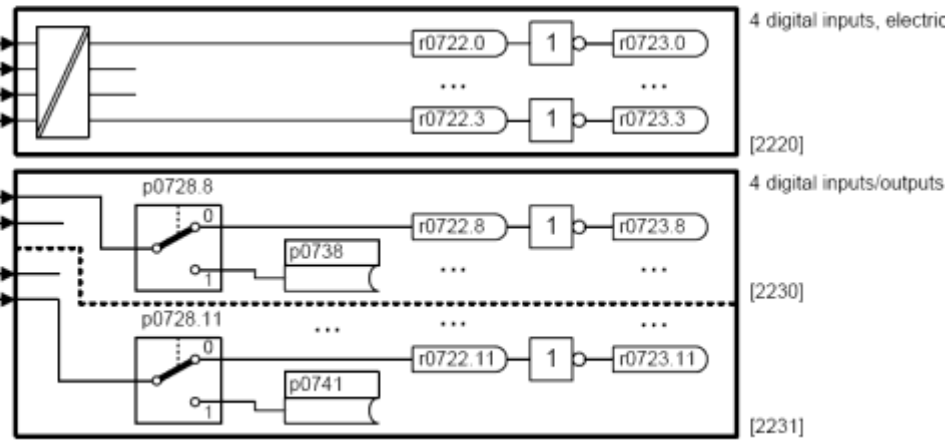 4 digital inputs, electric
r0722.0 1 r0723.0
... ...
r0722.3 1 r0723.3
[2220]
4 digital inputs/outputs
p0728.8
0
r0722.8 1 r0723.8
p0738
1
... ...
[2230]
p0728.11
... ... ...
0
r0722.11 1 r0723.11
p0741
1
[2231]